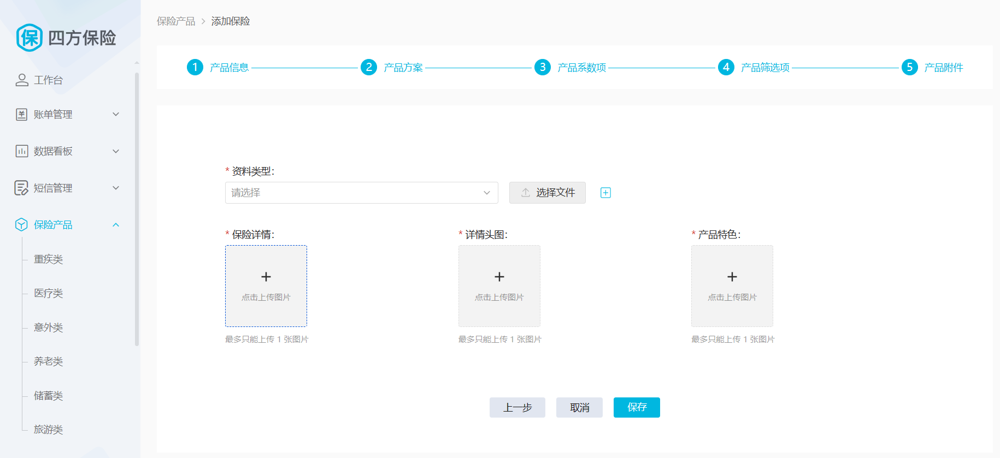 保 四方保险
工作台
账单管理
数据看板
短信管理
保险产品
重疾类
医疗类
意外类
养老类
储蓄类
旅游类
保险产品 > 添加保险
1 产品信息 2 产品方案 3 产品系数项 4 产品筛选项 5 产品附件
* 资料类型：
请选择 选择文件
* 保险详情： * 详情头图： * 产品特色：
点击上传图片 点击上传图片 点击上传图片
最多只能上传 1 张图片 最多只能上传 1 张图片 最多只能上传 1 张图片
上一步 取消 保存